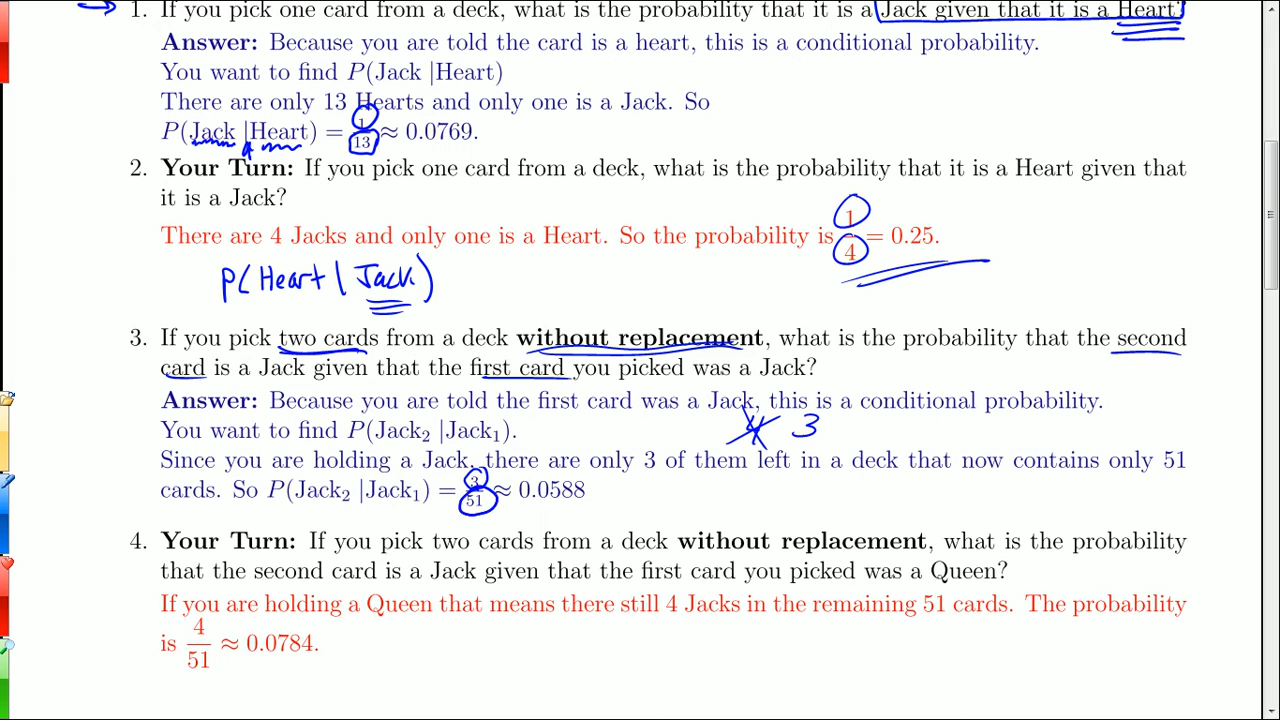 1. If you pick one card from a deck, what is the probability that it is a Jack given that it is a Heart?
Answer: Because you are told the card is a heart, this is a conditional probability.
You want to find P(Jack |Heart)
There are only 13 Hearts and only one is a Jack. So
P(Jack |Heart) = 1/13 ≈ 0.0769.
2. Your Turn: If you pick one card from a deck, what is the probability that it is a Heart given that
it is a Jack?
There are 4 Jacks and only one is a Heart. So the probability is 1/4 = 0.25.
P(Heart | Jack)
3. If you pick two cards from a deck without replacement, what is the probability that the second
card is a Jack given that the first card you picked was a Jack?
Answer: Because you are told the first card was a Jack, this is a conditional probability.
4 3
You want to find P(Jack₂ |Jack₁).
Since you are holding a Jack, there are only 3 of them left in a deck that now contains only 51
cards. So P(Jack₂ |Jack₁) = 3/51 ≈ 0.0588
4. Your Turn: If you pick two cards from a deck without replacement, what is the probability
that the second card is a Jack given that the first card you picked was a Queen?
If you are holding a Queen that means there still 4 Jacks in the remaining 51 cards. The probability
is 4/51 ≈ 0.0784.